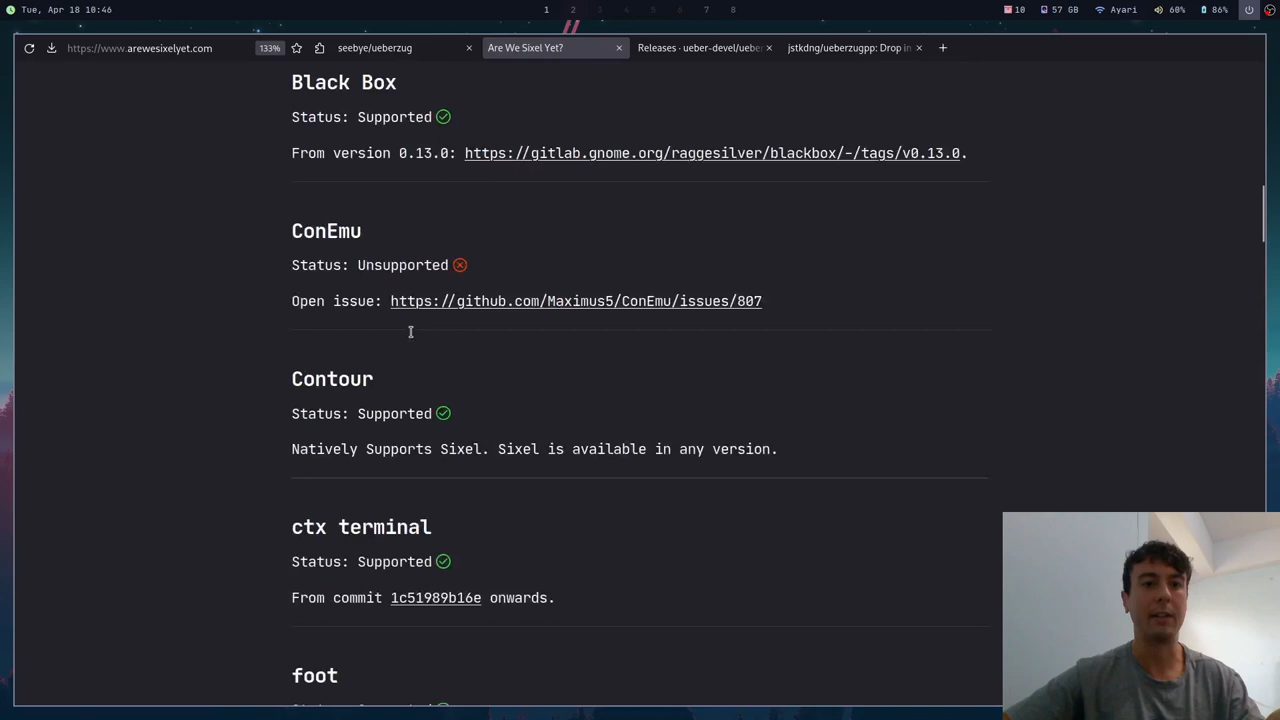 Tue, Apr 18 10:46
1 2 3 4 5 6 7 8
10 57 GB Ayari 60% 86%
https://www.arewesixelyet.com
133%
seebye/ueberzug
Are We Sixel Yet?
Releases · ueber-devel/ueber
jstkdng/ueberzugpp: Drop in
Black Box
Status: Supported
From version 0.13.0: https://gitlab.gnome.org/raggesilver/blackbox/-/tags/v0.13.0.
ConEmu
Status: Unsupported
Open issue: https://github.com/Maximus5/ConEmu/issues/807
Contour
Status: Supported
Natively Supports Sixel. Sixel is available in any version.
ctx terminal
Status: Supported
From commit 1c51989b16e onwards.
foot